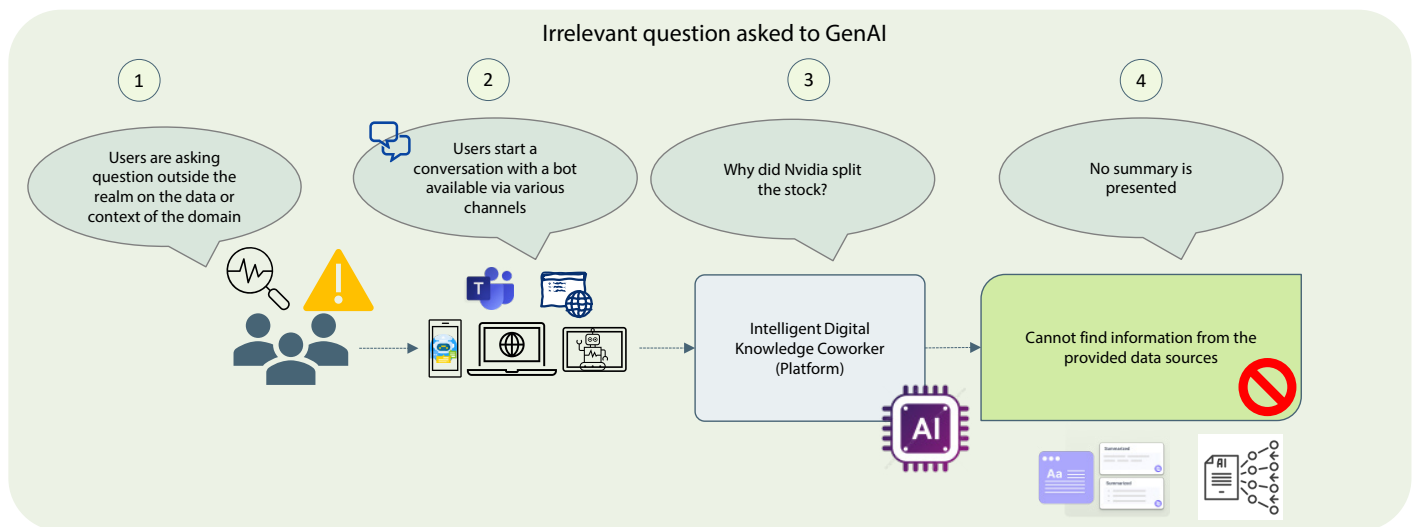 Irrelevant question asked to GenAI
1
2
3
4
Users are asking
question outside the
realm on the data or
context of the domain
Users start a
conversation with a bot
available via various
channels
Why did Nvidia split
the stock?
No summary is
presented
T
Intelligent Digital
Knowledge Coworker
(Platform)
AI
Cannot find information from the
provided data sources
Aa
Summarized
Summarized
AI